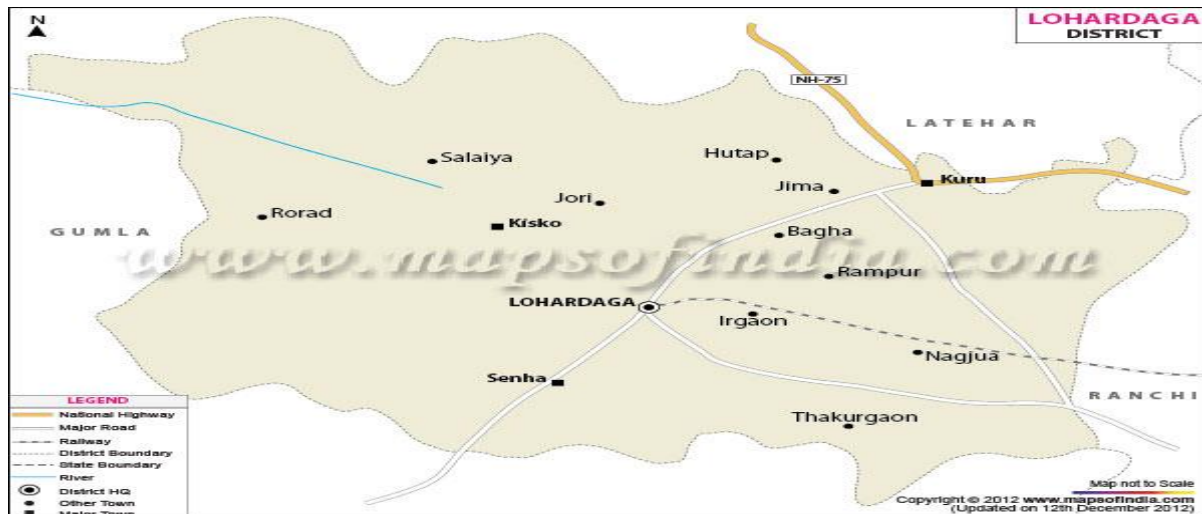 N
LOHARDAGA
DISTRICT
NH-75
LATEHAR
Salaiya
Hutap
Kuru
Jima
Jori
Rorad
Kisko
GUMLA
Bagha
www.mapsofindia.com
Rampur
LOHARDAGA
Irgaon
Nagjua
Senha
RANCHI
Thakurgaon
LEGEND
National Highway
Major Road
Railway
District Boundary
State Boundary
River
District HQ
Other Town
Major Town
Map not to Scale
Copyright © 2012 www.mapsofindia.com
(Updated on 12th December 2012)